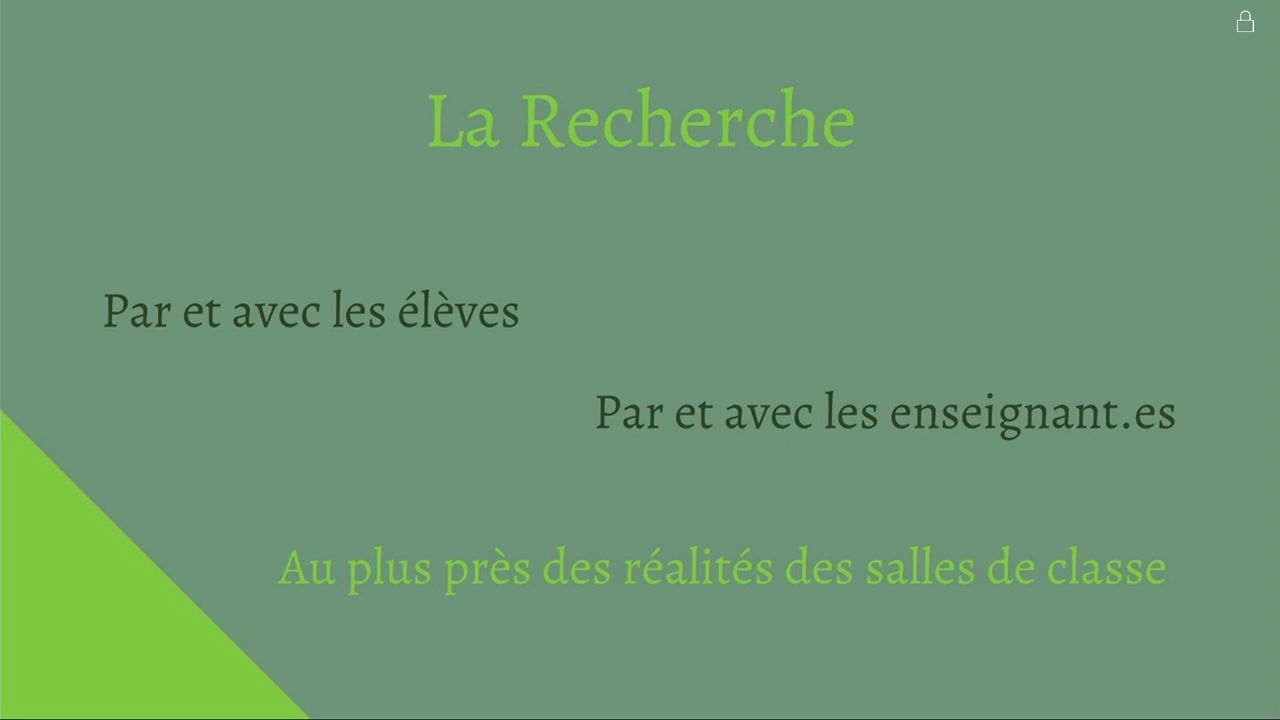 La Recherche
Par et avec les élèves
Par et avec les enseignant.es
Au plus près des réalités des salles de classe